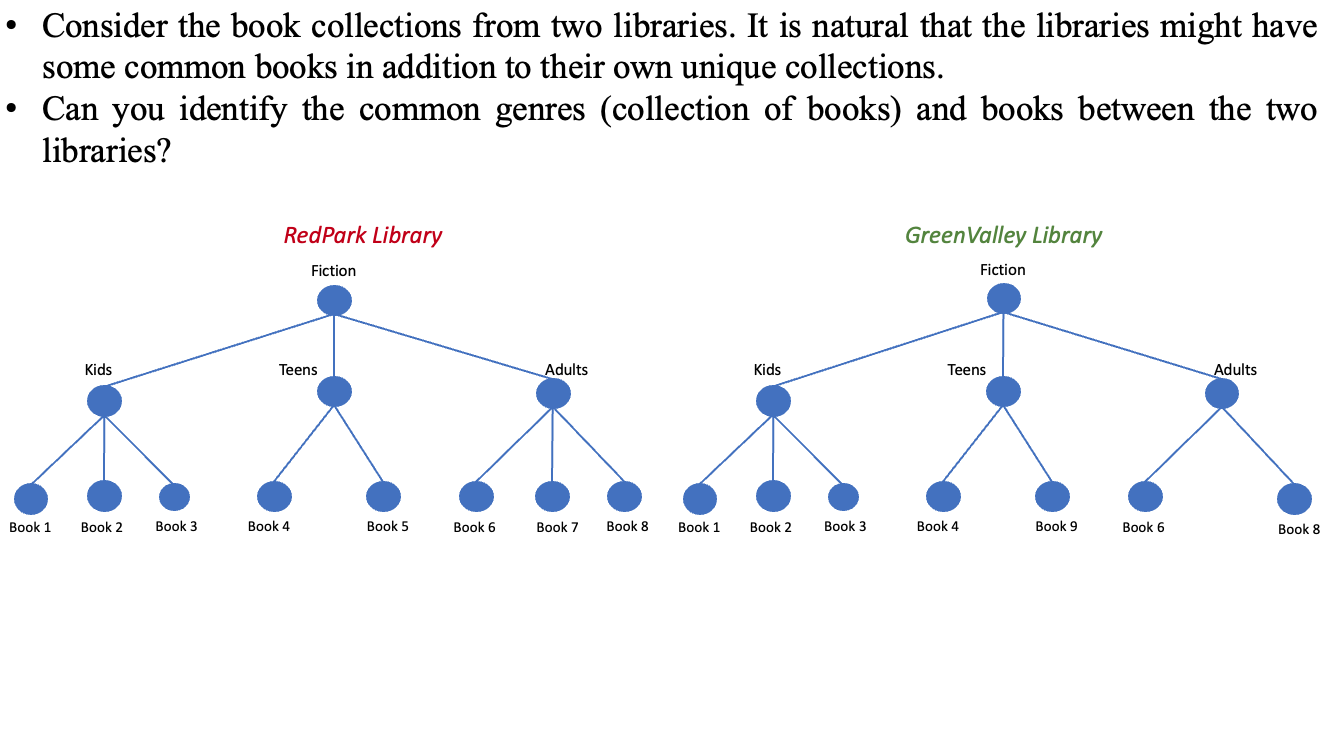 • Consider the book collections from two libraries. It is natural that the libraries might have
some common books in addition to their own unique collections.
• Can you identify the common genres (collection of books) and books between the two
libraries?
RedPark Library
GreenValley Library
Fiction
Fiction
Kids
Teens
Adults
Kids
Teens
Adults
Book 1
Book 2
Book 3
Book 4
Book 5
Book 6
Book 7
Book 8
Book 1
Book 2
Book 3
Book 4
Book 9
Book 6
Book 8